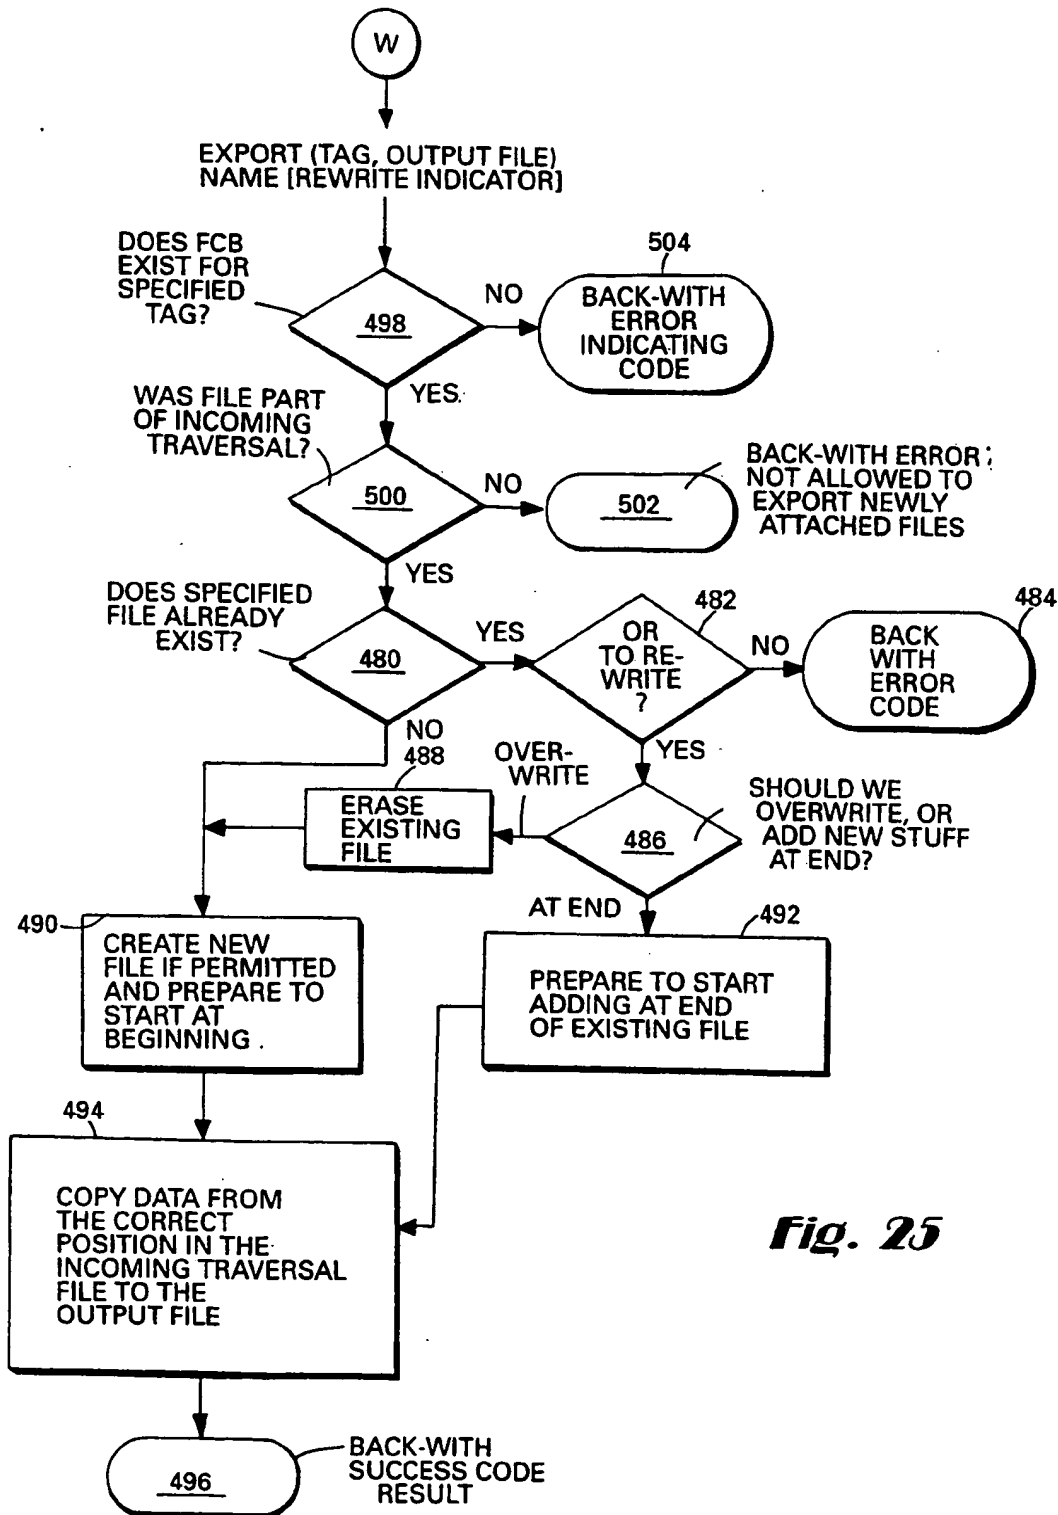 W
EXPORT (TAG, OUTPUT FILE)
NAME [REWRITE INDICATOR]
DOES FCB
EXIST FOR
SPECIFIED
TAG?
498
NO
504
BACK-WITH
ERROR
INDICATING
CODE
YES.
WAS FILE PART
OF INCOMING
TRAVERSAL?
500
NO
502
BACK-WITH ERROR;
NOT ALLOWED TO
EXPORT NEWLY
ATTACHED FILES
YES
DOES SPECIFIED
FILE ALREADY
EXIST?
480
YES
482
OR
TO RE-
WRITE
?
NO
484
BACK
WITH
ERROR
CODE
NO
YES
488
ERASE
EXISTING
FILE
OVER-
WRITE
486
SHOULD WE
OVERWRITE, OR
ADD NEW STUFF
AT END?
AT END
490
CREATE NEW
FILE IF PERMITTED
AND PREPARE TO
START AT
BEGINNING.
492
PREPARE TO START
ADDING AT END
OF EXISTING FILE
494
COPY DATA FROM
THE CORRECT
POSITION IN THE
INCOMING TRAVERSAL
FILE TO THE
OUTPUT FILE
Fig. 25
496
BACK-WITH
SUCCESS CODE
RESULT